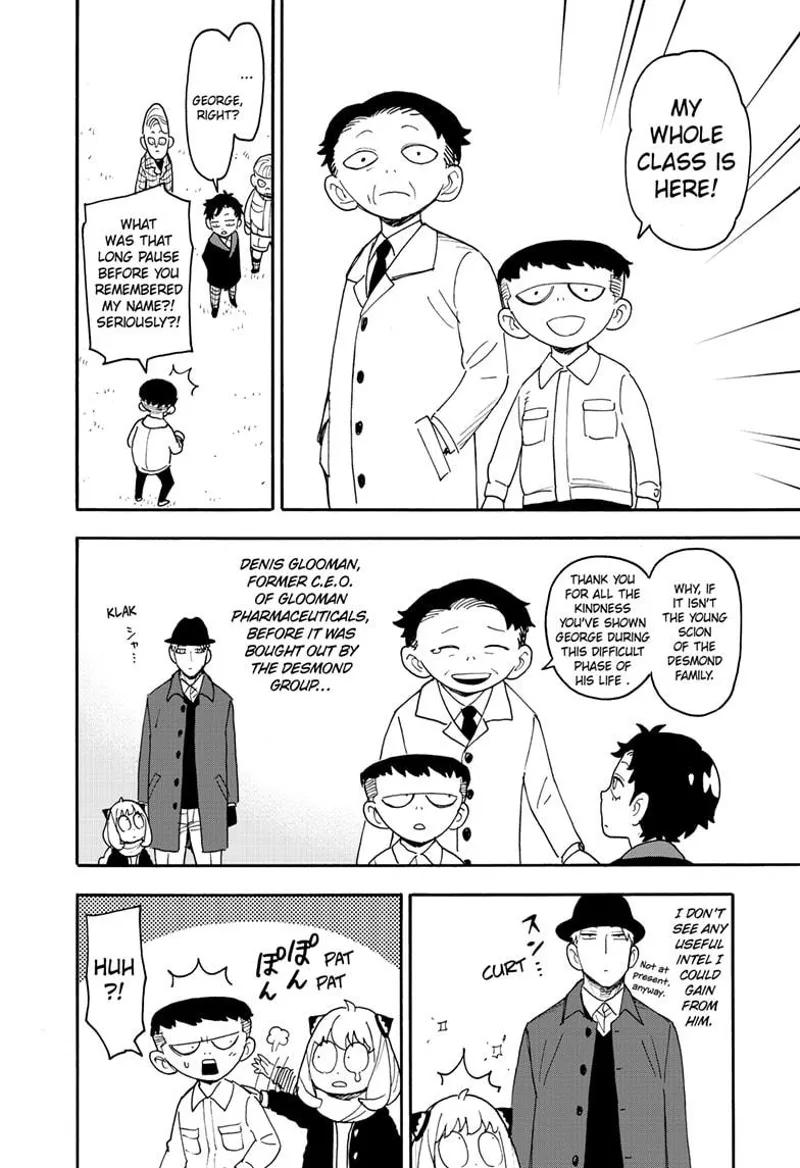 MY
WHOLE
CLASS IS
HERE!
...
GEORGE,
RIGHT?
WHAT
WAS THAT
LONG PAUSE
BEFORE YOU
REMEMBERED
MY NAME?!
SERIOUSLY?!
WHY, IF
IT ISN'T
THE YOUNG
SCION
OF THE
DESMOND
FAMILY.
THANK YOU
FOR ALL THE
KINDNESS
YOU'VE SHOWN
GEORGE DURING
THIS DIFFICULT
PHASE OF
HIS LIFE .
DENIS GLOOMAN,
FORMER C.E.O.
OF GLOOMAN
PHARMACEUTICALS,
BEFORE IT WAS
BOUGHT OUT BY
THE DESMOND
GROUP...
KLAK
シャ…
I DON'T
SEE ANY
USEFUL
INTEL I
COULD
GAIN
FROM
HIM.
Not at
Present,
anyway.
スン…
CURT
ぽん
ぽん
PAT
PAT
HUH
?!